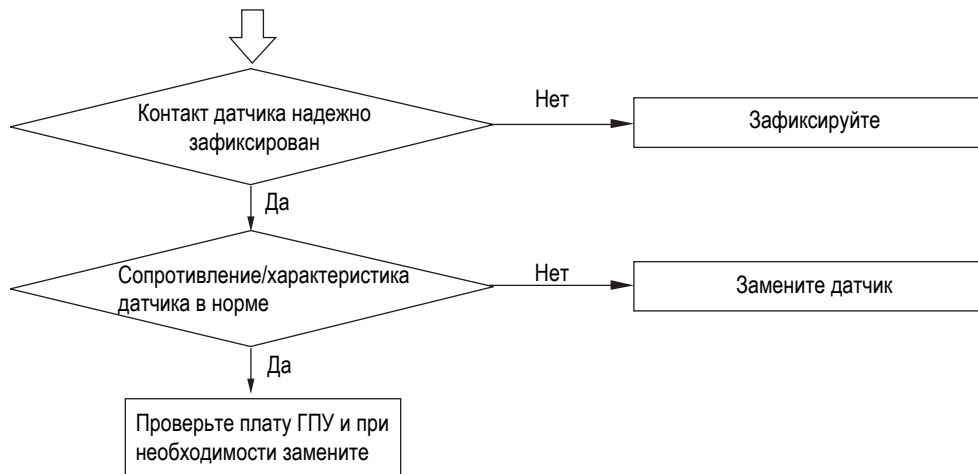 Контакт датчика надежно
зафиксирован
Нет
Зафиксируйте
Да
Сопротивление/характеристика
датчика в норме
Нет
Замените датчик
Да
Проверьте плату ГПУ и при
необходимости замените